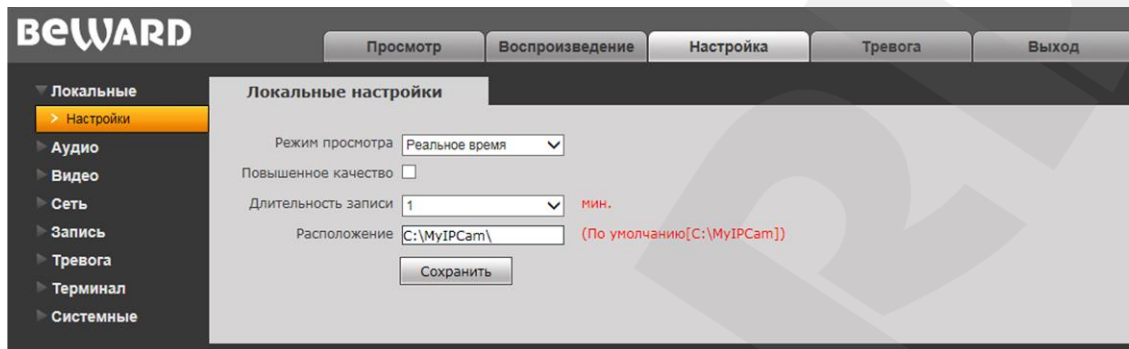 BEWARD
Просмотр Воспроизведение Настройка Тревога Выход
Локальные
> Настройки
Аудио
Видео
Сеть
Запись
Тревога
Терминал
Системные
Локальные настройки
Режим просмотра Реальное время
Повышенное качество
Длительность записи 1 мин.
Расположение C:\MyIPCam\ (По умолчанию[C:\MyIPCam])
Сохранить